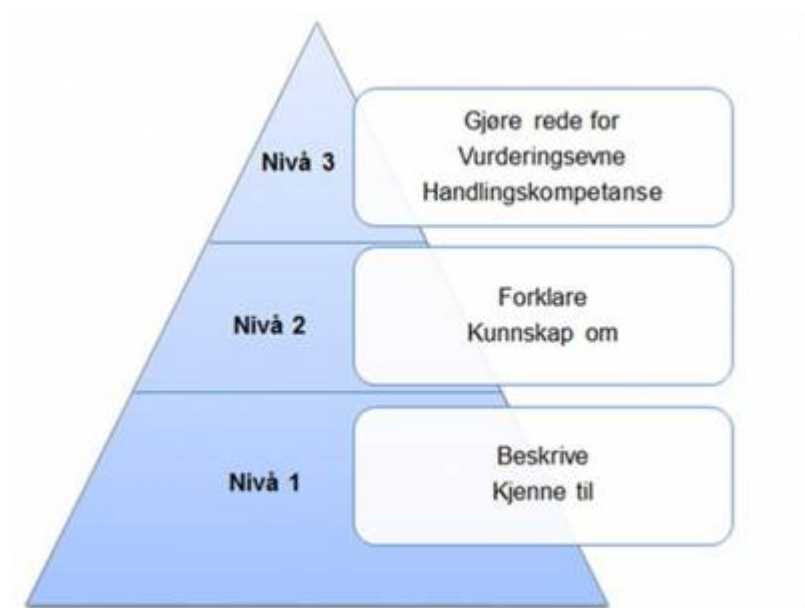 Nivå 3
Gjøre rede for
Vurderingsevne
Handlingskompetanse
Nivå 2
Forklare
Kunnskap om
Nivå 1
Beskrive
Kjenne til